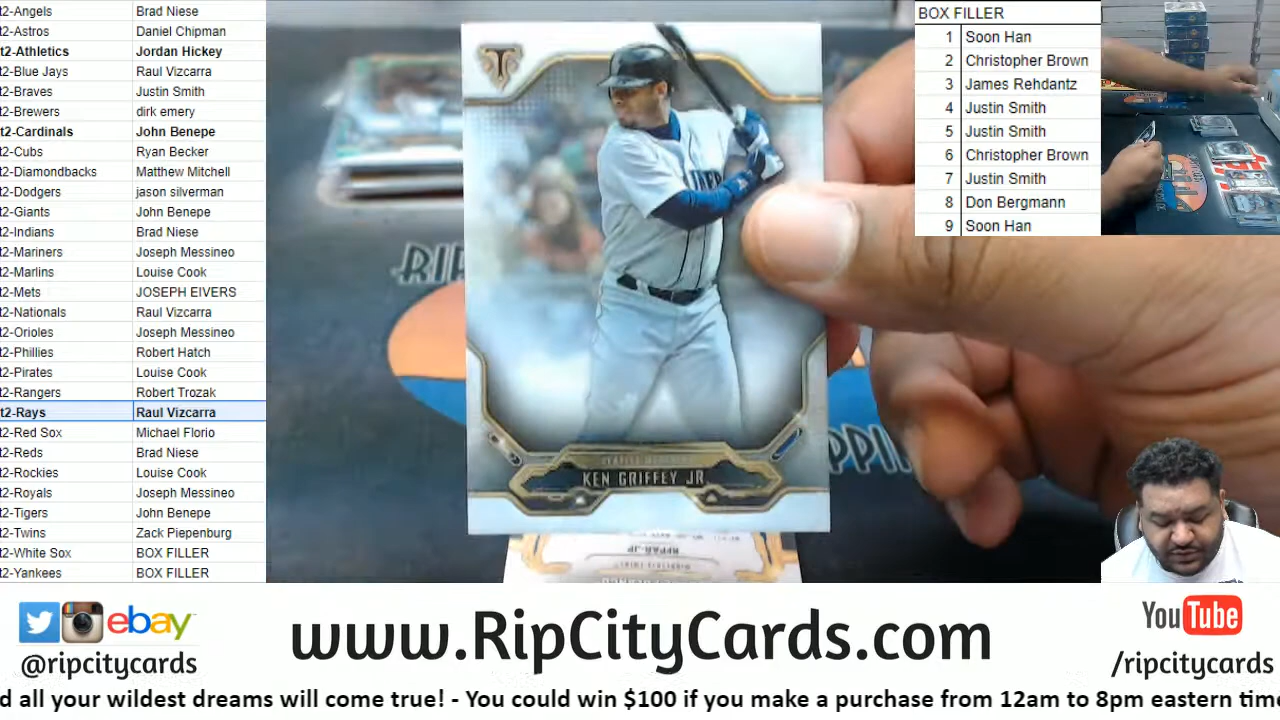 t2-Angels Brad Niese
t2-Astros Daniel Chipman
t2-Athletics Jordan Hickey
t2-Blue Jays Raul Vizcarra
t2-Braves Justin Smith
t2-Brewers dirk emery
t2-Cardinals John Benepe
t2-Cubs Ryan Becker
t2-Diamondbacks Matthew Mitchell
t2-Dodgers jason silverman
t2-Giants John Benepe
t2-Indians Brad Niese
t2-Mariners Joseph Messineo
t2-Marlins Louise Cook
t2-Mets JOSEPH EIVERS
t2-Nationals Raul Vizcarra
t2-Orioles Joseph Messineo
t2-Phillies Robert Hatch
t2-Pirates Louise Cook
t2-Rangers Robert Trozak
t2-Rays Raul Vizcarra
t2-Red Sox Michael Florio
t2-Reds Brad Niese
t2-Rockies Louise Cook
t2-Royals Joseph Messineo
t2-Tigers John Benepe
t2-Twins Zack Piepenburg
t2-White Sox BOX FILLER
t2-Yankees BOX FILLER
KEN GRIFFEY JR
BOX FILLER
1 Soon Han
2 Christopher Brown
3 James Rehdantz
4 Justin Smith
5 Justin Smith
6 Christopher Brown
7 Justin Smith
8 Don Bergmann
9 Soon Han
ebay
@ripcitycards
www.RipCityCards.com
YouTube
/ripcitycards
d all your wildest dreams will come true! - You could win $100 if you make a purchase from 12am to 8pm eastern time